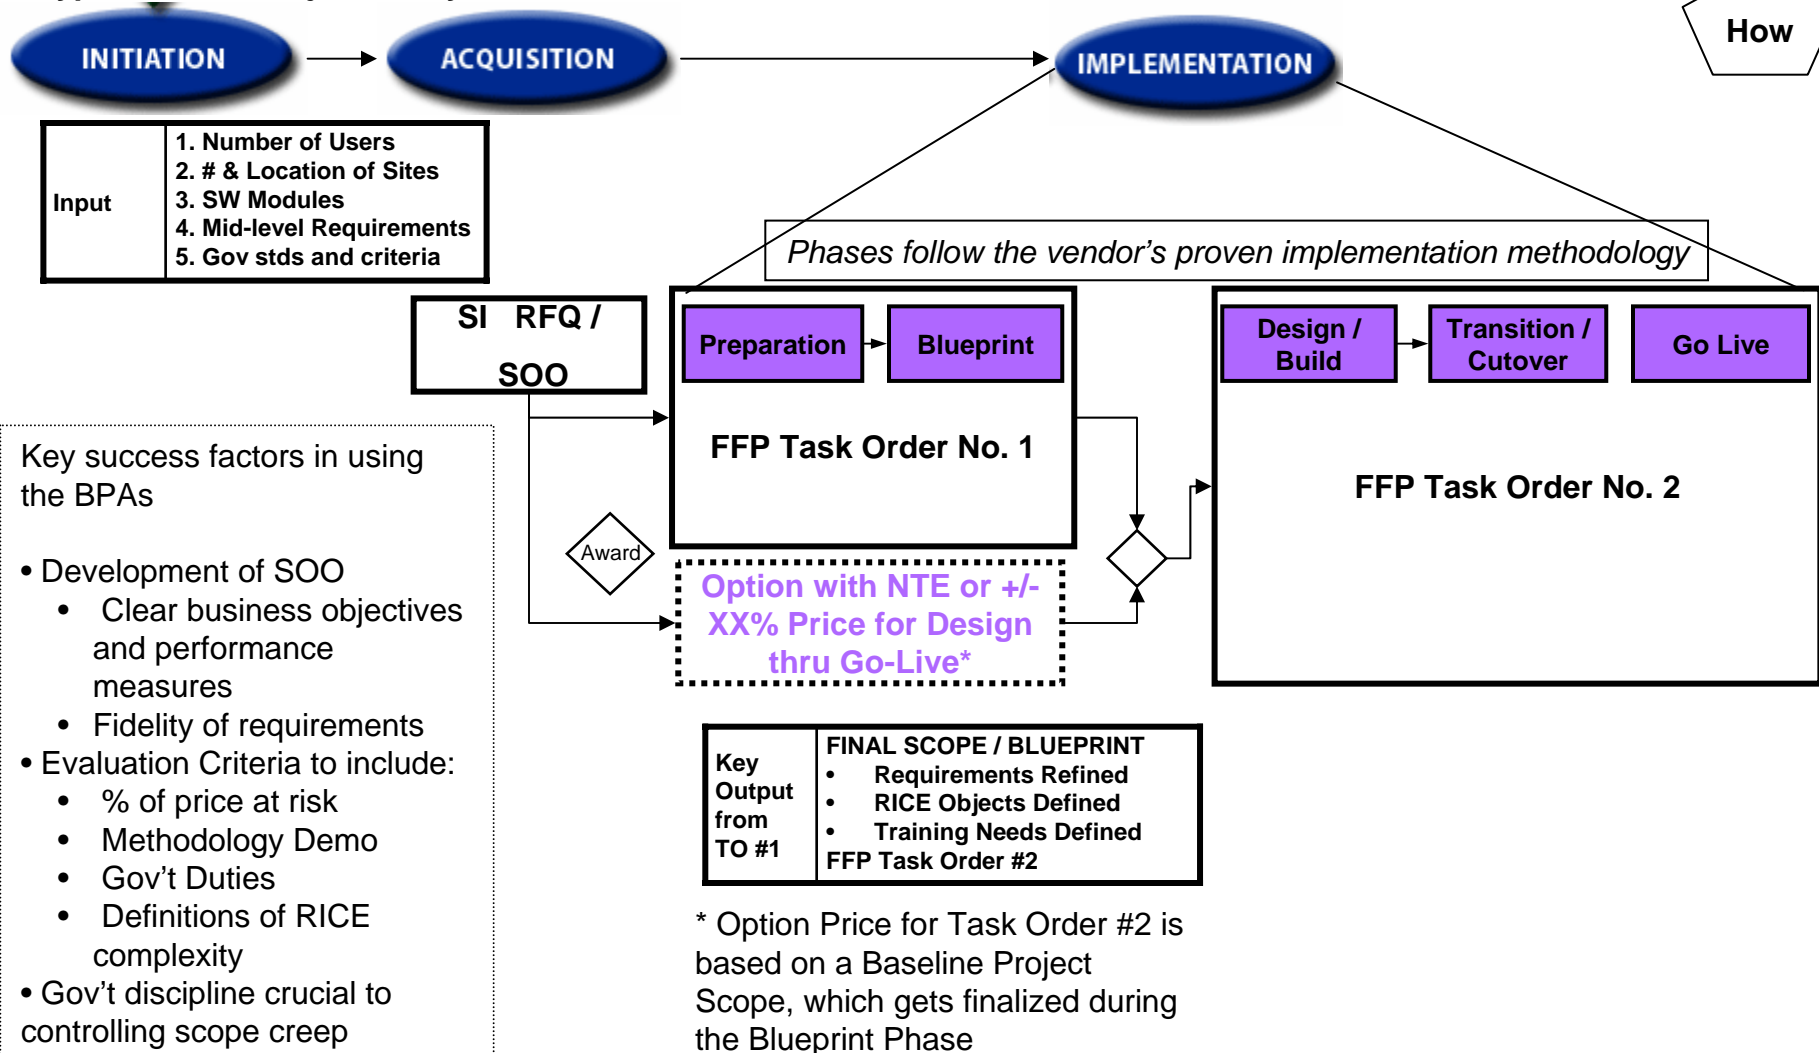 INITIATION
ACQUISITION
IMPLEMENTATION
How
Input
1. Number of Users
2. # & Location of Sites
3. SW Modules
4. Mid-level Requirements
5. Gov stds and criteria
Phases follow the vendor's proven implementation methodology
SI RFQ /
SOO
Preparation
Blueprint
FFP Task Order No. 1
Design /
Build
Transition /
Cutover
Go Live
FFP Task Order No. 2
Award
Option with NTE or +/-
XX% Price for Design
thru Go-Live*
Key success factors in using
the BPAs
• Development of SOO
• Clear business objectives
and performance
measures
• Fidelity of requirements
• Evaluation Criteria to include:
• % of price at risk
• Methodology Demo
• Gov't Duties
• Definitions of RICE
complexity
• Gov't discipline crucial to
controlling scope creep
Key
Output
from
TO #1
FINAL SCOPE / BLUEPRINT
• Requirements Refined
• RICE Objects Defined
• Training Needs Defined
FFP Task Order #2
* Option Price for Task Order #2 is
based on a Baseline Project
Scope, which gets finalized during
the Blueprint Phase